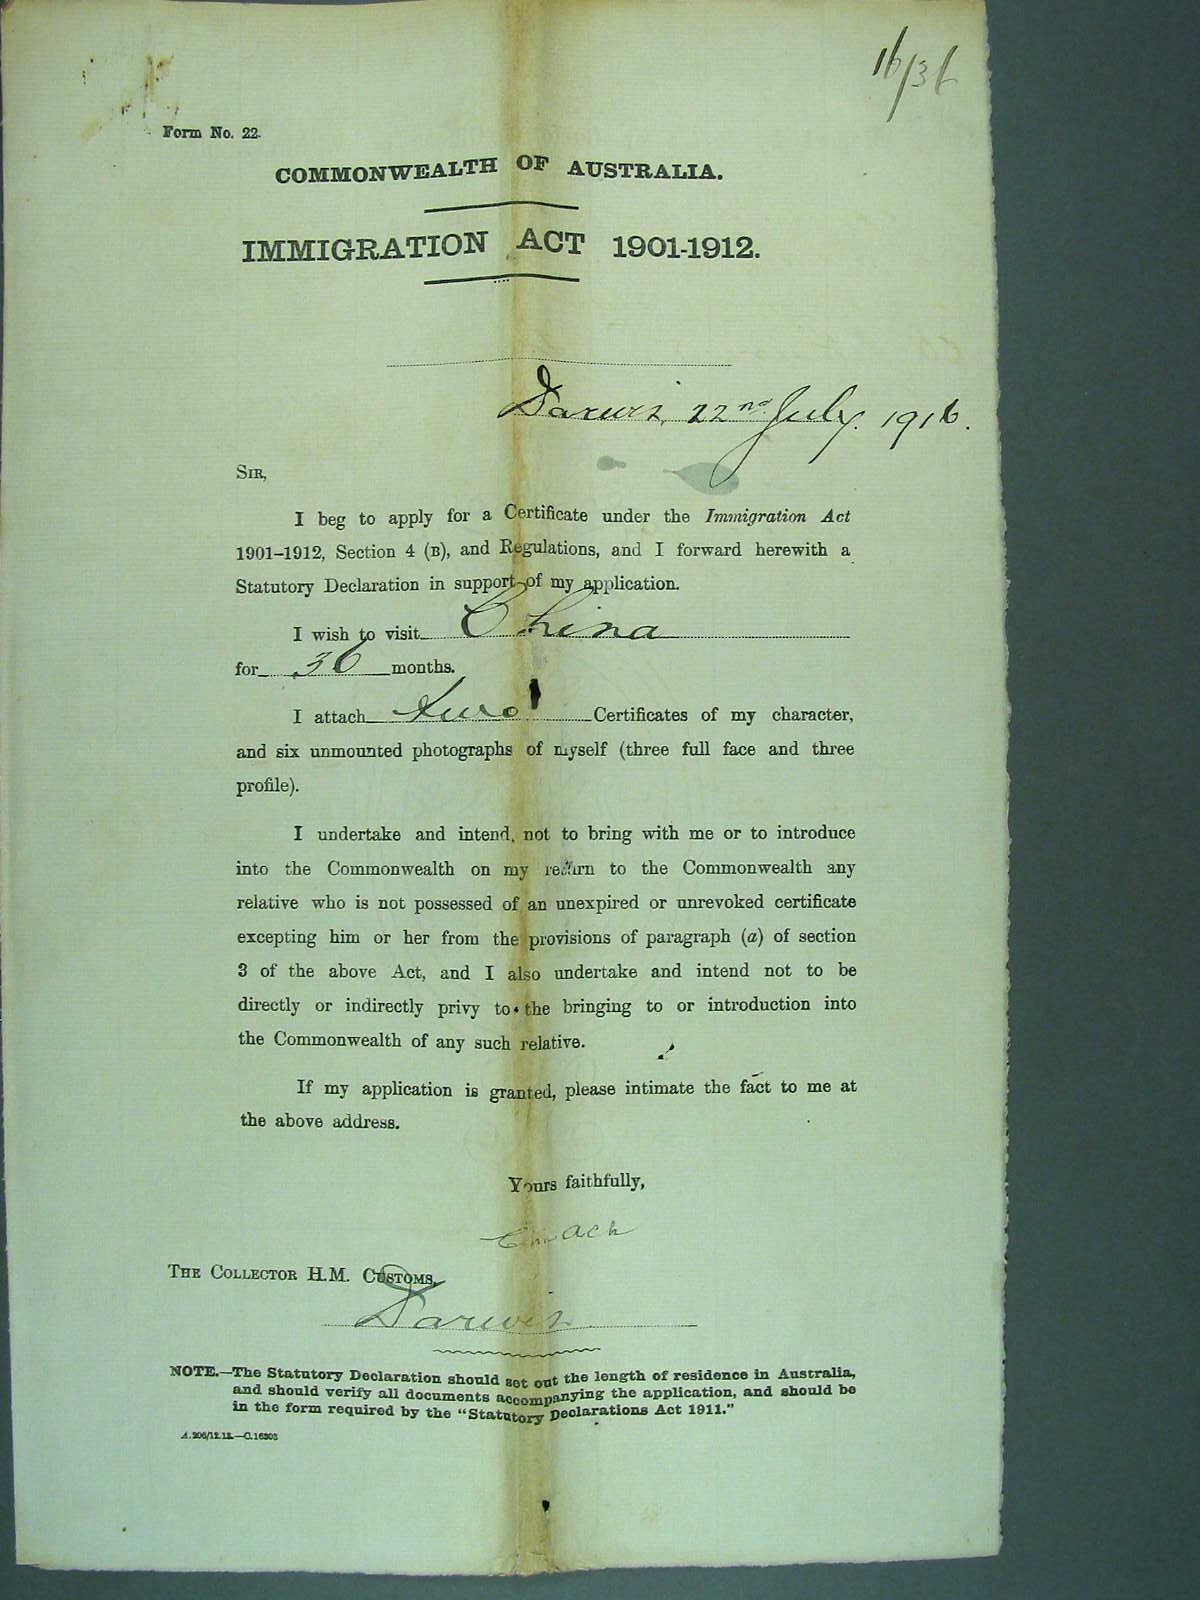 16/36
Form No. 22.
COMMONWEALTH OF AUSTRALIA.
IMMIGRATION ACT 1901-1912.
Darwin, 22nd July. 1916.
SIR,
I beg to apply for a Certificate under the Immigration Act
1901–1912, Section 4 (B), and Regulations, and I forward herewith a
Statutory Declaration in support of my application.
I wish to visit China
for 36 months.
I attach two Certificates of my character,
and six unmounted photographs of myself (three full face and three
profile).
I undertake and intend, not to bring with me or to introduce
into the Commonwealth on my return to the Commonwealth any
relative who is not possessed of an unexpired or unrevoked certificate
excepting him or her from the provisions of paragraph (a) of section
3 of the above Act, and I also undertake and intend not to be
directly or indirectly privy to the bringing to or introduction into
the Commonwealth of any such relative.
If my application is granted, please intimate the fact to me at
the above address.
Yours faithfully,
Ack
THE COLLECTOR H.M. CUSTOMS,
Darwin
NOTE.—The Statutory Declaration should set out the length of residence in Australia,
and should verify all documents accompanying the application, and should be
in the form required by the "Statutory Declarations Act 1911."